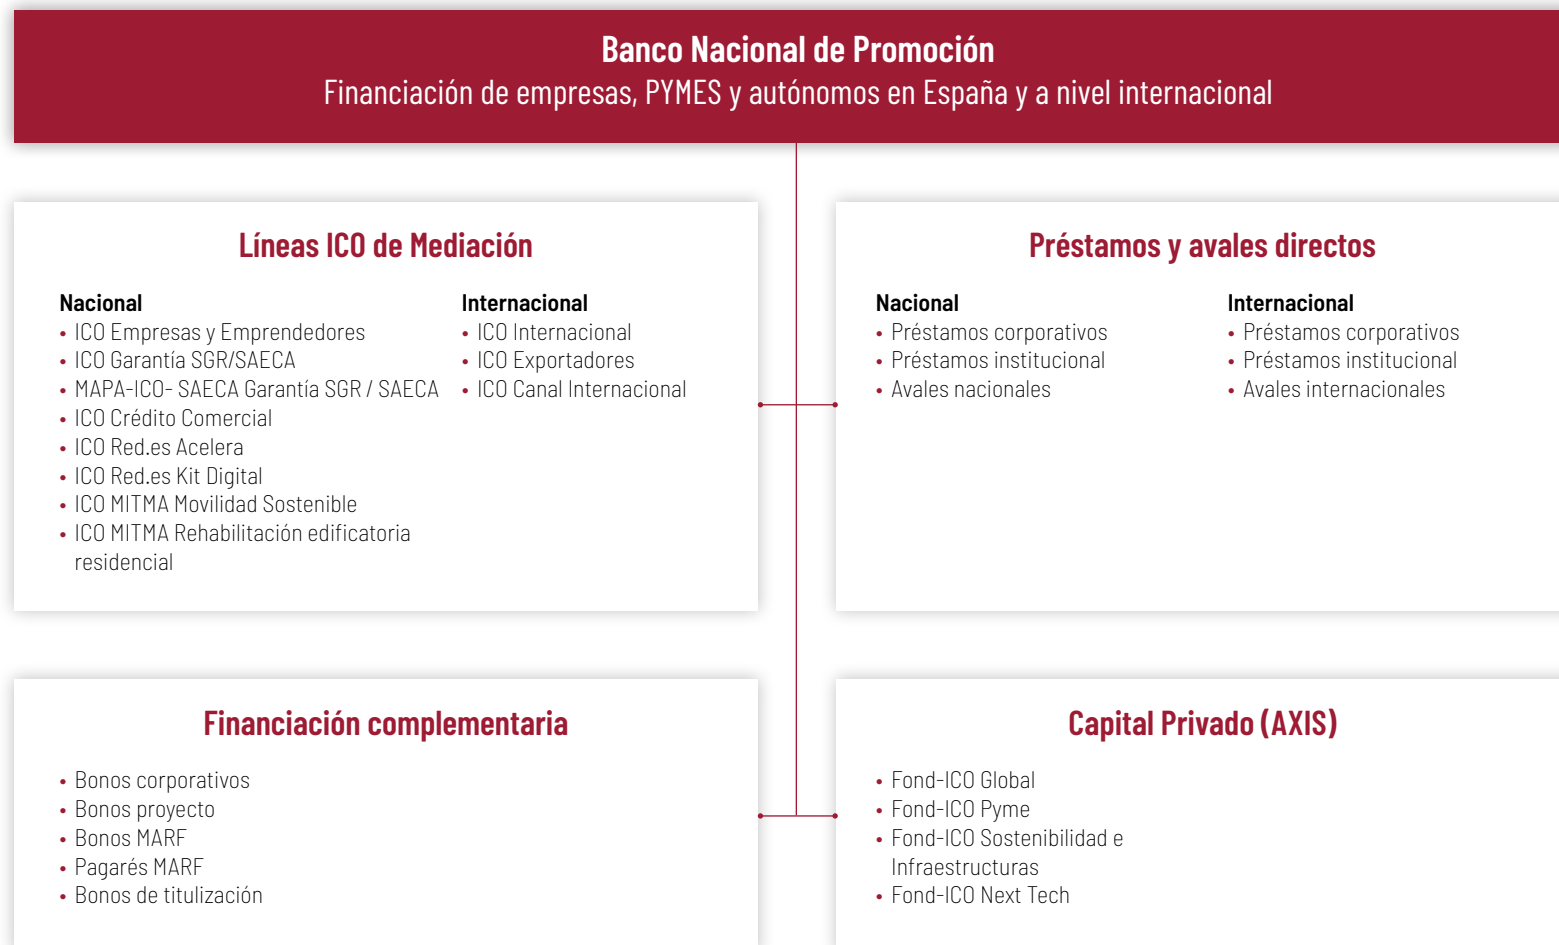 Banco Nacional de Promoción
Financiación de empresas, PYMES y autónomos en España y a nivel internacional
Líneas ICO de Mediación
Nacional
• ICO Empresas y Emprendedores
• ICO Garantía SGR/SAECA
• MAPA-ICO- SAECA Garantía SGR / SAECA
• ICO Crédito Comercial
• ICO Red.es Acelera
• ICO Red.es Kit Digital
• ICO MITMA Movilidad Sostenible
• ICO MITMA Rehabilitación edificatoria
residencial
Internacional
• ICO Internacional
• ICO Exportadores
• ICO Canal Internacional
Préstamos y avales directos
Nacional
• Préstamos corporativos
• Préstamos institucional
• Avales nacionales
Internacional
• Préstamos corporativos
• Préstamos institucional
• Avales internacionales
Financiación complementaria
• Bonos corporativos
• Bonos proyecto
• Bonos MARF
• Pagarés MARF
• Bonos de titulización
Capital Privado (AXIS)
• Fond-ICO Global
• Fond-ICO Pyme
• Fond-ICO Sostenibilidad e
Infraestructuras
• Fond-ICO Next Tech